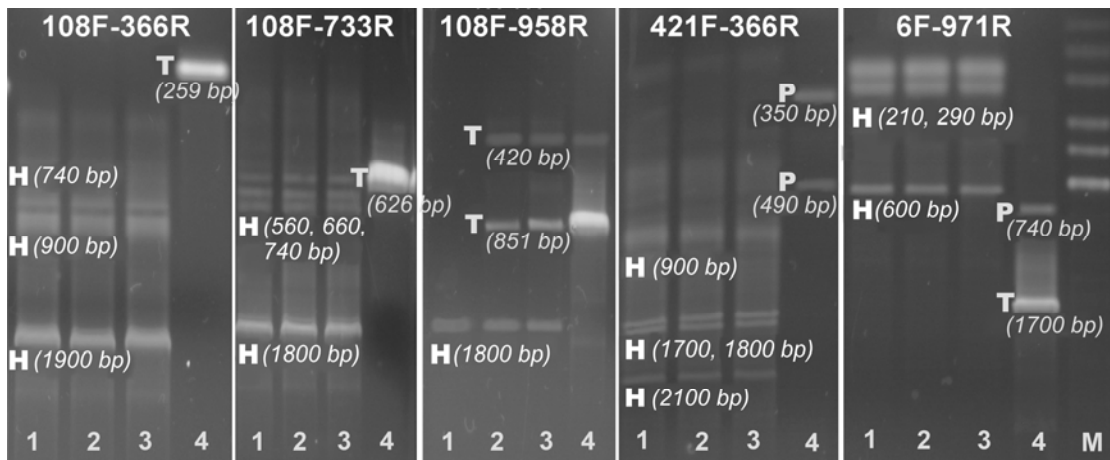 108F-366R
T
(259 bp)
H (740 bp)
H (900 bp)
H (1900 bp)
1 2 3 4
108F-733R
T
(626 bp)
H
(560, 660,
740 bp)
H (1800 bp)
1 2 3 4
108F-958R
T
(420 bp)
T
(851 bp)
H (1800 bp)
1 2 3 4
421F-366R
P
(350 bp)
P
(490 bp)
H (900 bp)
H (1700, 1800 bp)
H (2100 bp)
1 2 3 4
6F-971R
H (210, 290 bp)
H (600 bp)
P
(740 bp)
T
(1700 bp)
1 2 3 4 M